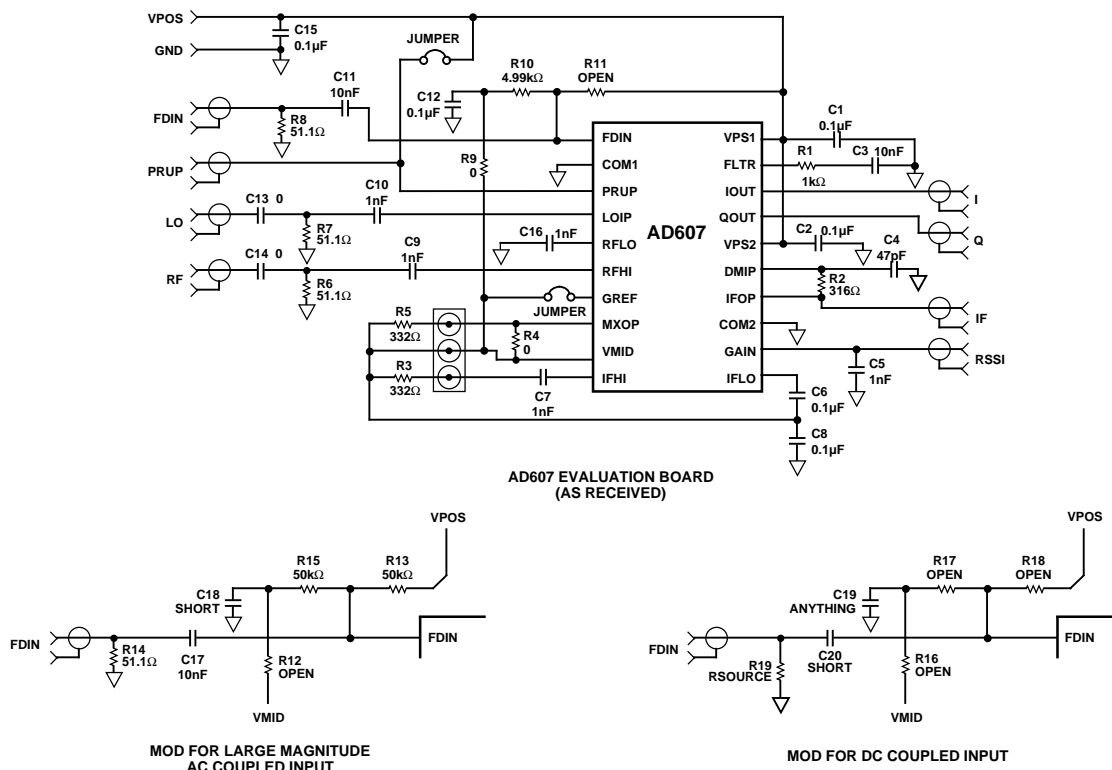 VPOS
C15
0.1µF
GND
JUMPER
C11
10nF
FDIN
R8
51.1Ω
C12
0.1µF
R10
4.99kΩ
R11
OPEN
R9
0
PRUP
C13 0
C10
1nF
LO
R7
51.1Ω
C14 0
C9
1nF
RF
R6
51.1Ω
C16
1nF
JUMPER
R5
332Ω
R4
0
R3
332Ω
C7
1nF
FDIN
COM1
PRUP
LOIP
RFLO
RFHI
GREF
MXOP
VMID
IFHI
AD607
VPS1
FLTR
IOUT
QOUT
VPS2
DMIP
IFOP
COM2
GAIN
IFLO
C1
0.1µF
R1
1kΩ
C3
10nF
I
Q
C2
0.1µF
C4
47pF
R2
316Ω
IF
RSSI
C5
1nF
C6
0.1µF
C8
0.1µF
AD607 EVALUATION BOARD
(AS RECEIVED)
VPOS
R15
50kΩ
R13
50kΩ
C18
SHORT
FDIN
R14
51.1Ω
C17
10nF
R12
OPEN
FDIN
VMID
MOD FOR LARGE MAGNITUDE
AC COUPLED INPUT
VPOS
R17
OPEN
R18
OPEN
C19
ANYTHING
FDIN
R19
RSOURCE
C20
SHORT
R16
OPEN
FDIN
VMID
MOD FOR DC COUPLED INPUT